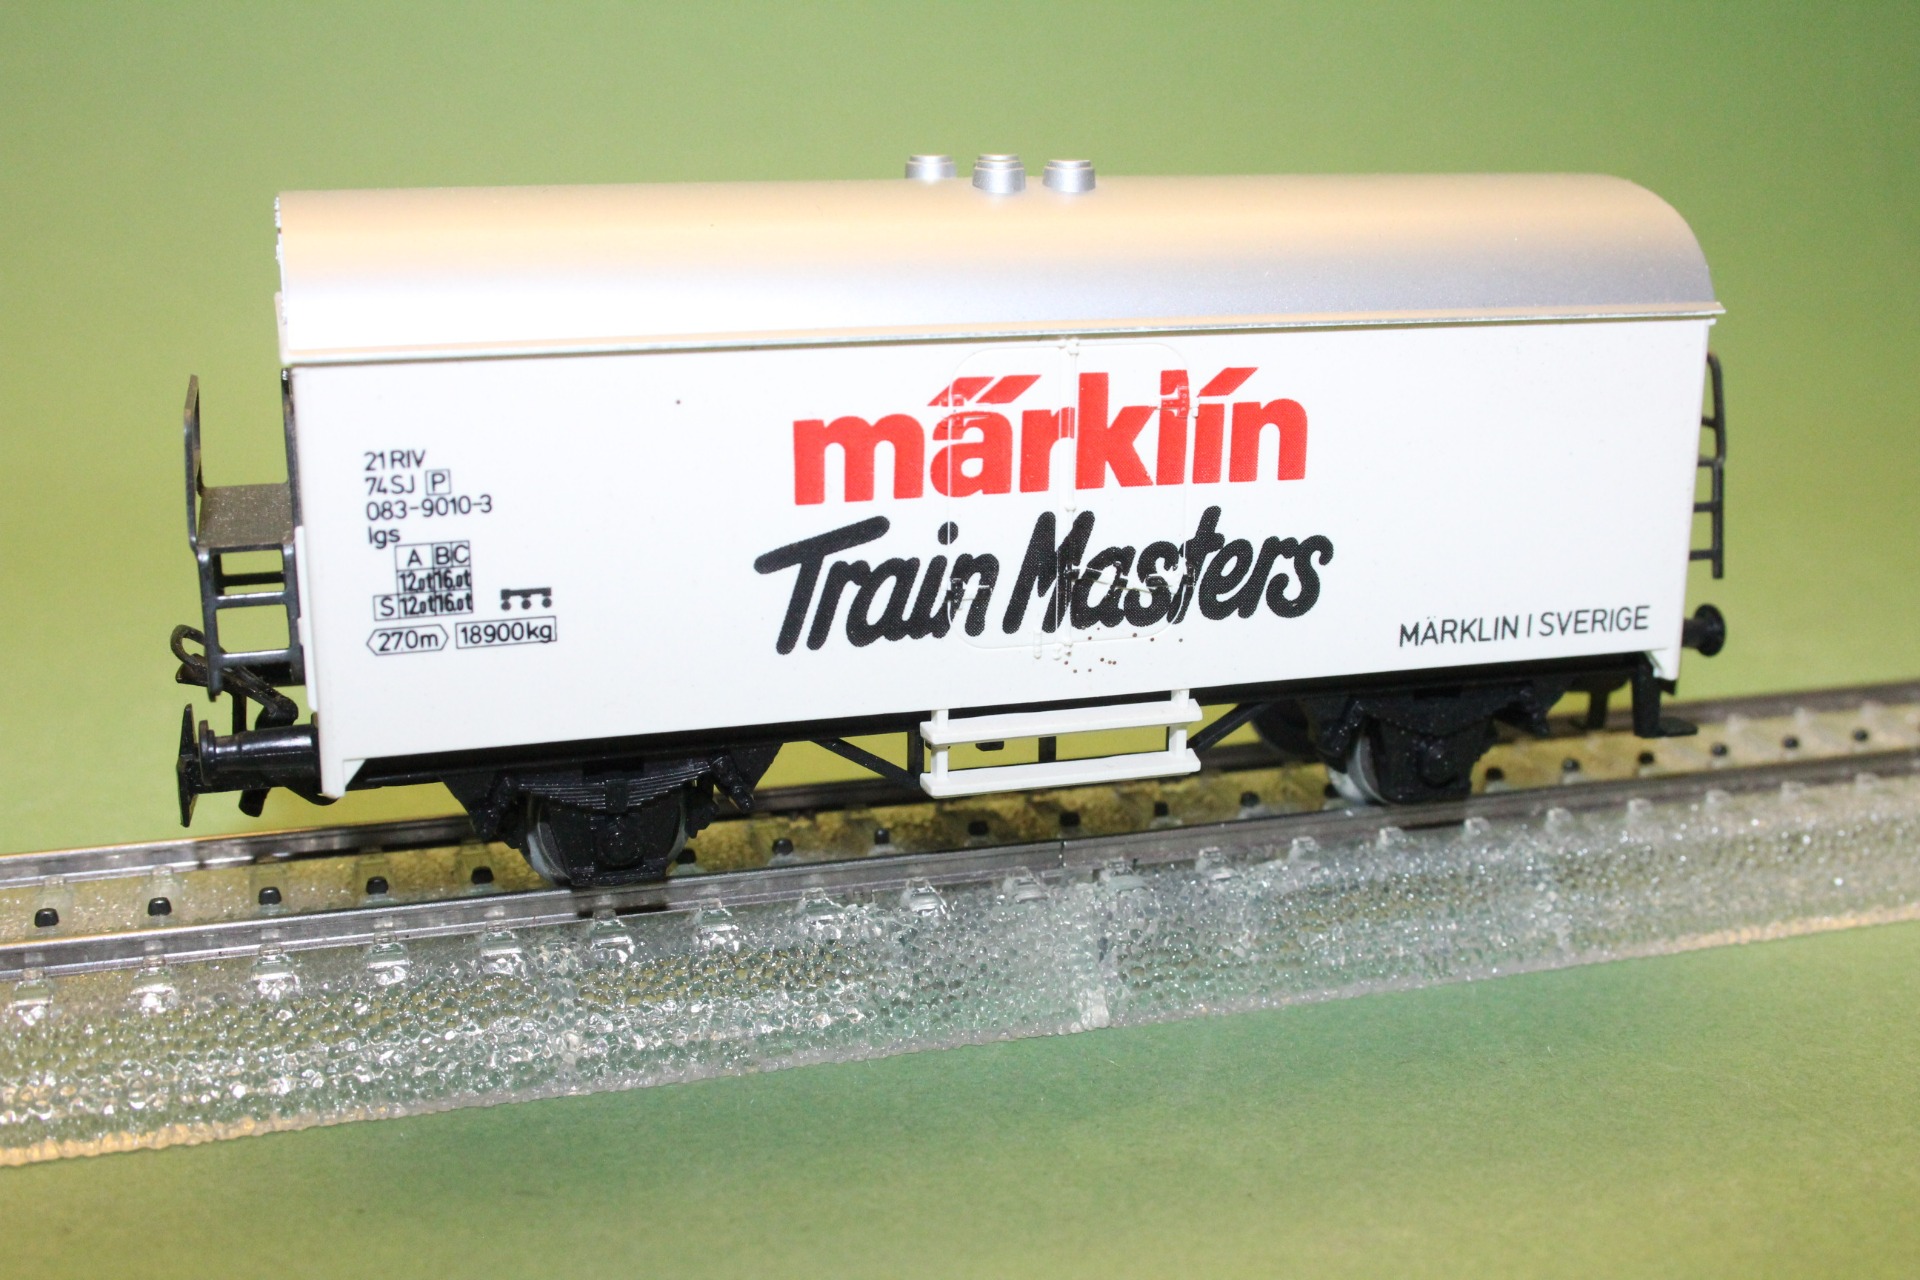 märklin
Train Masters
21 RIV
74 SJ P
083-9010-3
Igs
A B C
12.0t 16.0t
S 12.0t 16.0t
27.0m 18900kg
MÄRKLIN I SVERIGE